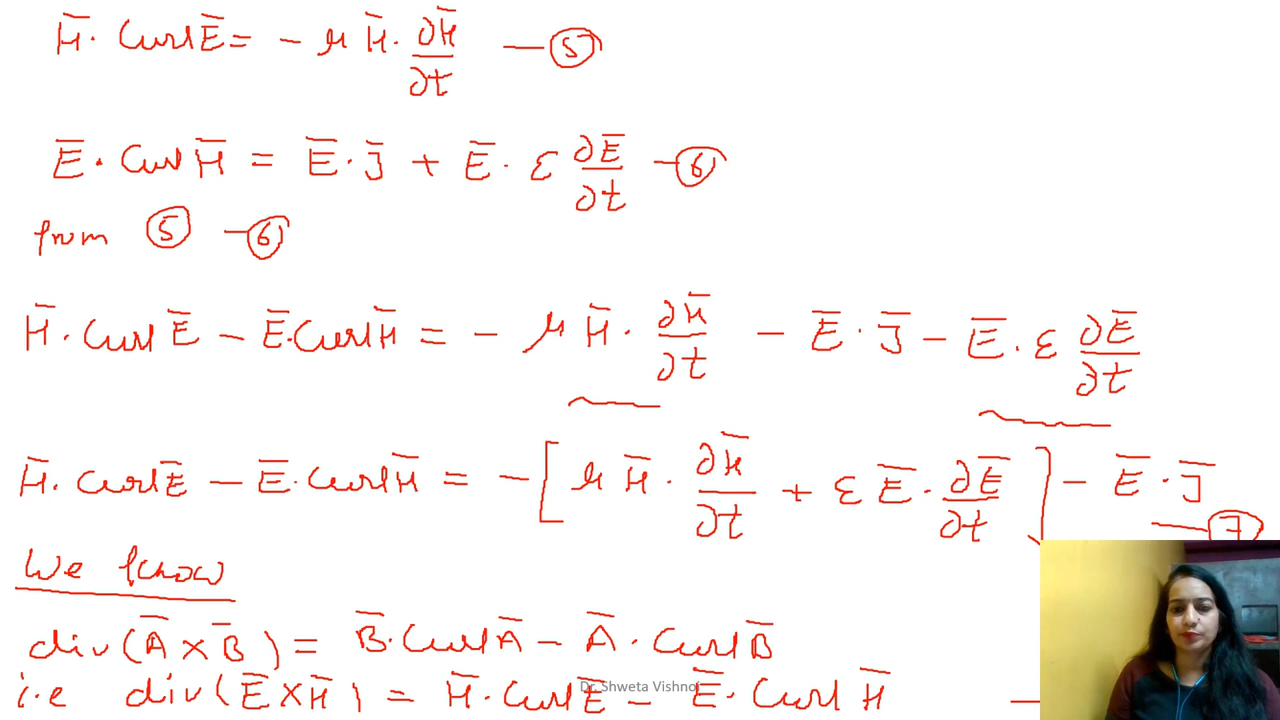 H̅ · Curl E̅ = - μ H̅ · ∂H̅/∂t — ⑤
E̅ · Curl H̅ = E̅ · J̅ + E̅ · ε ∂E̅/∂t — ⑥
from ⑤ - ⑥
H̅ · Curl E̅ - E̅ · Curl H̅ = - μ H̅ · ∂H̅/∂t - E̅ · J̅ - E̅ · ε ∂E̅/∂t
H̅ · Curl E̅ - E̅ · Curl H̅ = - [ μ H̅ · ∂H̅/∂t + ε E̅ · ∂E̅/∂t ] - E̅ · J̅ — ⑦
We know
div(A̅ × B̅) = B̅ · Curl A̅ - A̅ · Curl B̅
i.e div(E̅ × H̅) = H̅ · Curl E̅ - E̅ · Curl H̅ —
Dr. Shweta Vishnoi